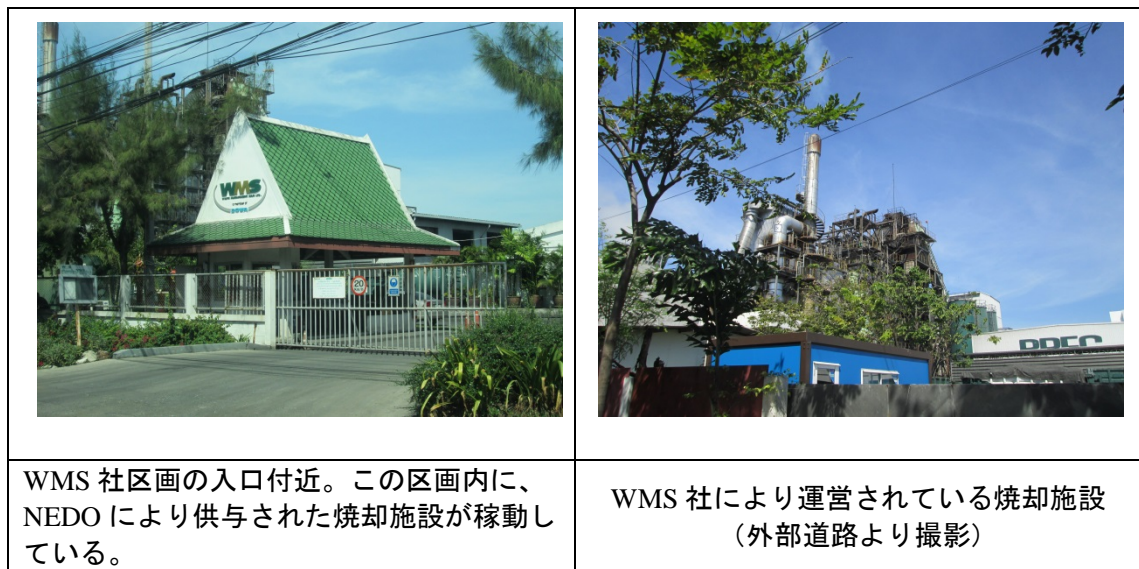 WMS
20
WMS 社区画の入口付近。この区画内に、
NEDO により供与された焼却施設が稼動し
ている。
WMS 社により運営されている焼却施設
（外部道路より撮影）